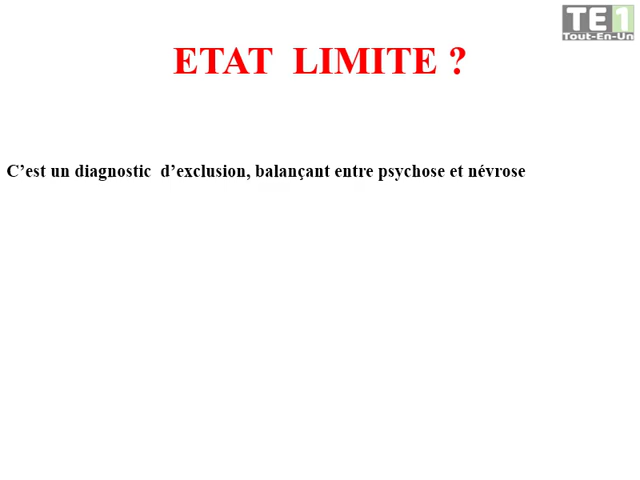 TE1
Tout-En-Un
ETAT LIMITE ?
C’est un diagnostic d’exclusion, balançant entre psychose et névrose